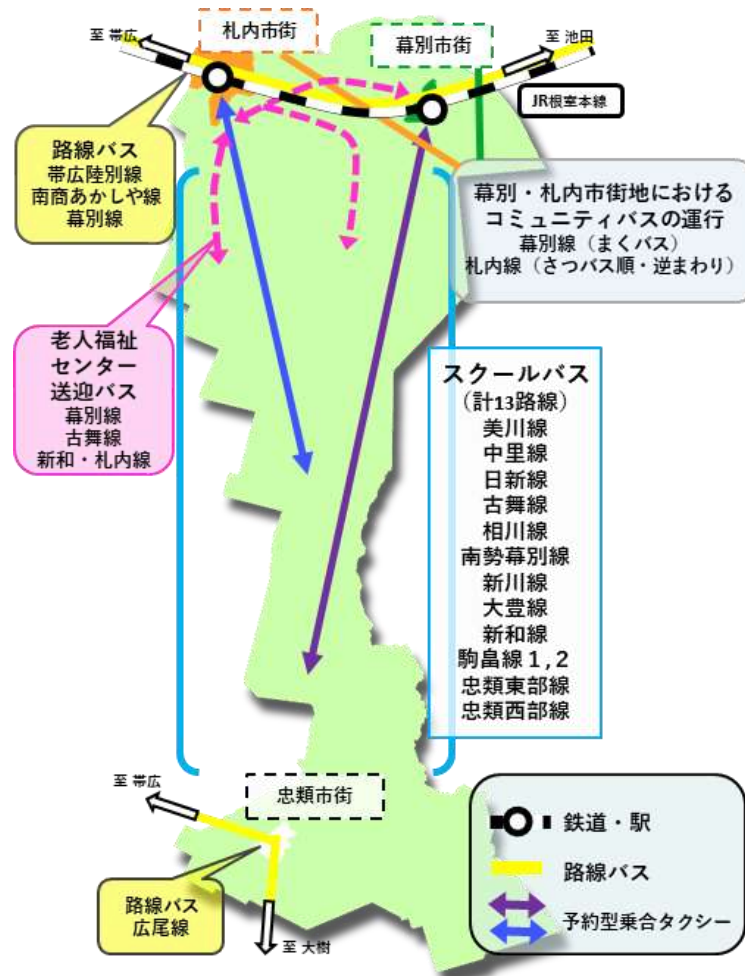 至 帯広
札内市街
幕別市街
至 池田
JR根室本線
路線バス
帯広陸別線
南商あかしや線
幕別線
幕別・札内市街地における
コミュニティバスの運行
幕別線(まくバス)
札内線(さつバス順・逆まわり)
老人福祉
センター
送迎バス
幕別線
古舞線
新和・札内線
スクールバス
(計13路線)
美川線
中里線
日新線
古舞線
相川線
南勢幕別線
新川線
大豊線
新和線
駒畠線1,2
忠類東部線
忠類西部線
至 帯広
忠類市街
路線バス
広尾線
至 大樹
鉄道・駅
路線バス
予約型乗合タクシー